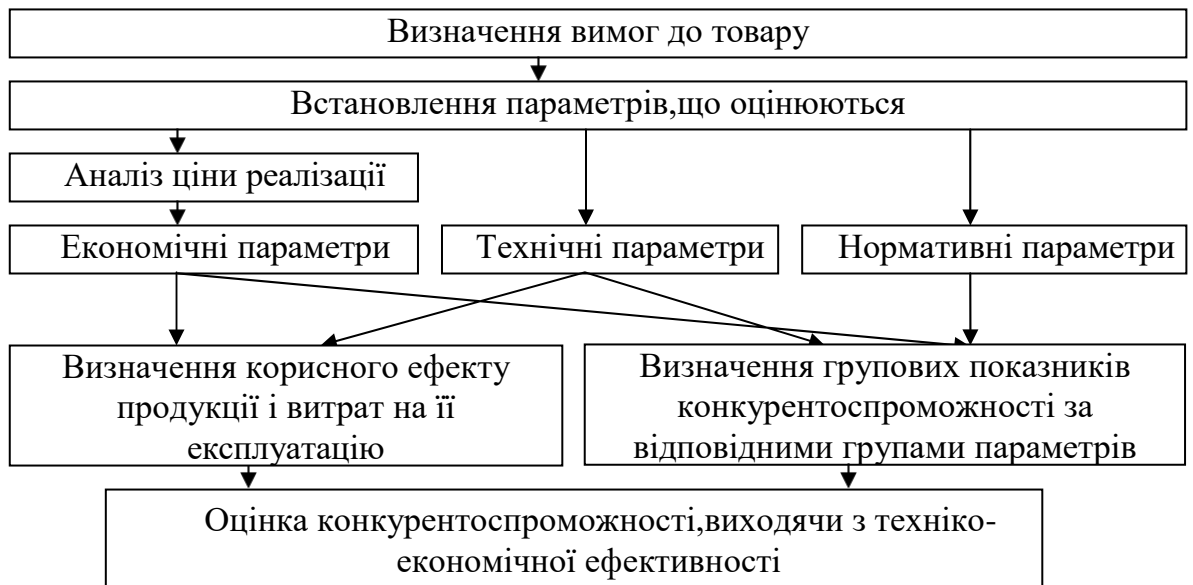 Визначення вимог до товару
Встановлення параметрів,що оцінюються
Аналіз ціни реалізації
Економічні параметри
Технічні параметри
Нормативні параметри
Визначення корисного ефекту
продукції і витрат на її
експлуатацію
Визначення групових показників
конкурентоспроможності за
відповідними групами параметрів
Оцінка конкурентоспроможності,виходячи з техніко-
економічної ефективності